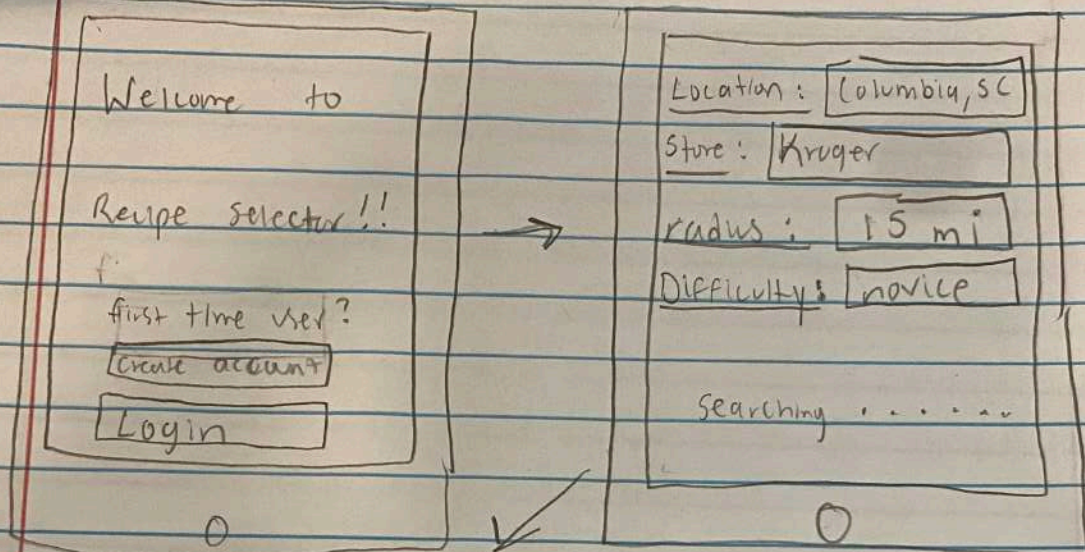 Welcome to
Recipe selector!!
first time user?
Create account
Login
Location: Columbia, SC
Store: Kruger
radus: 15 mi
Difficulty: novice
searching .......